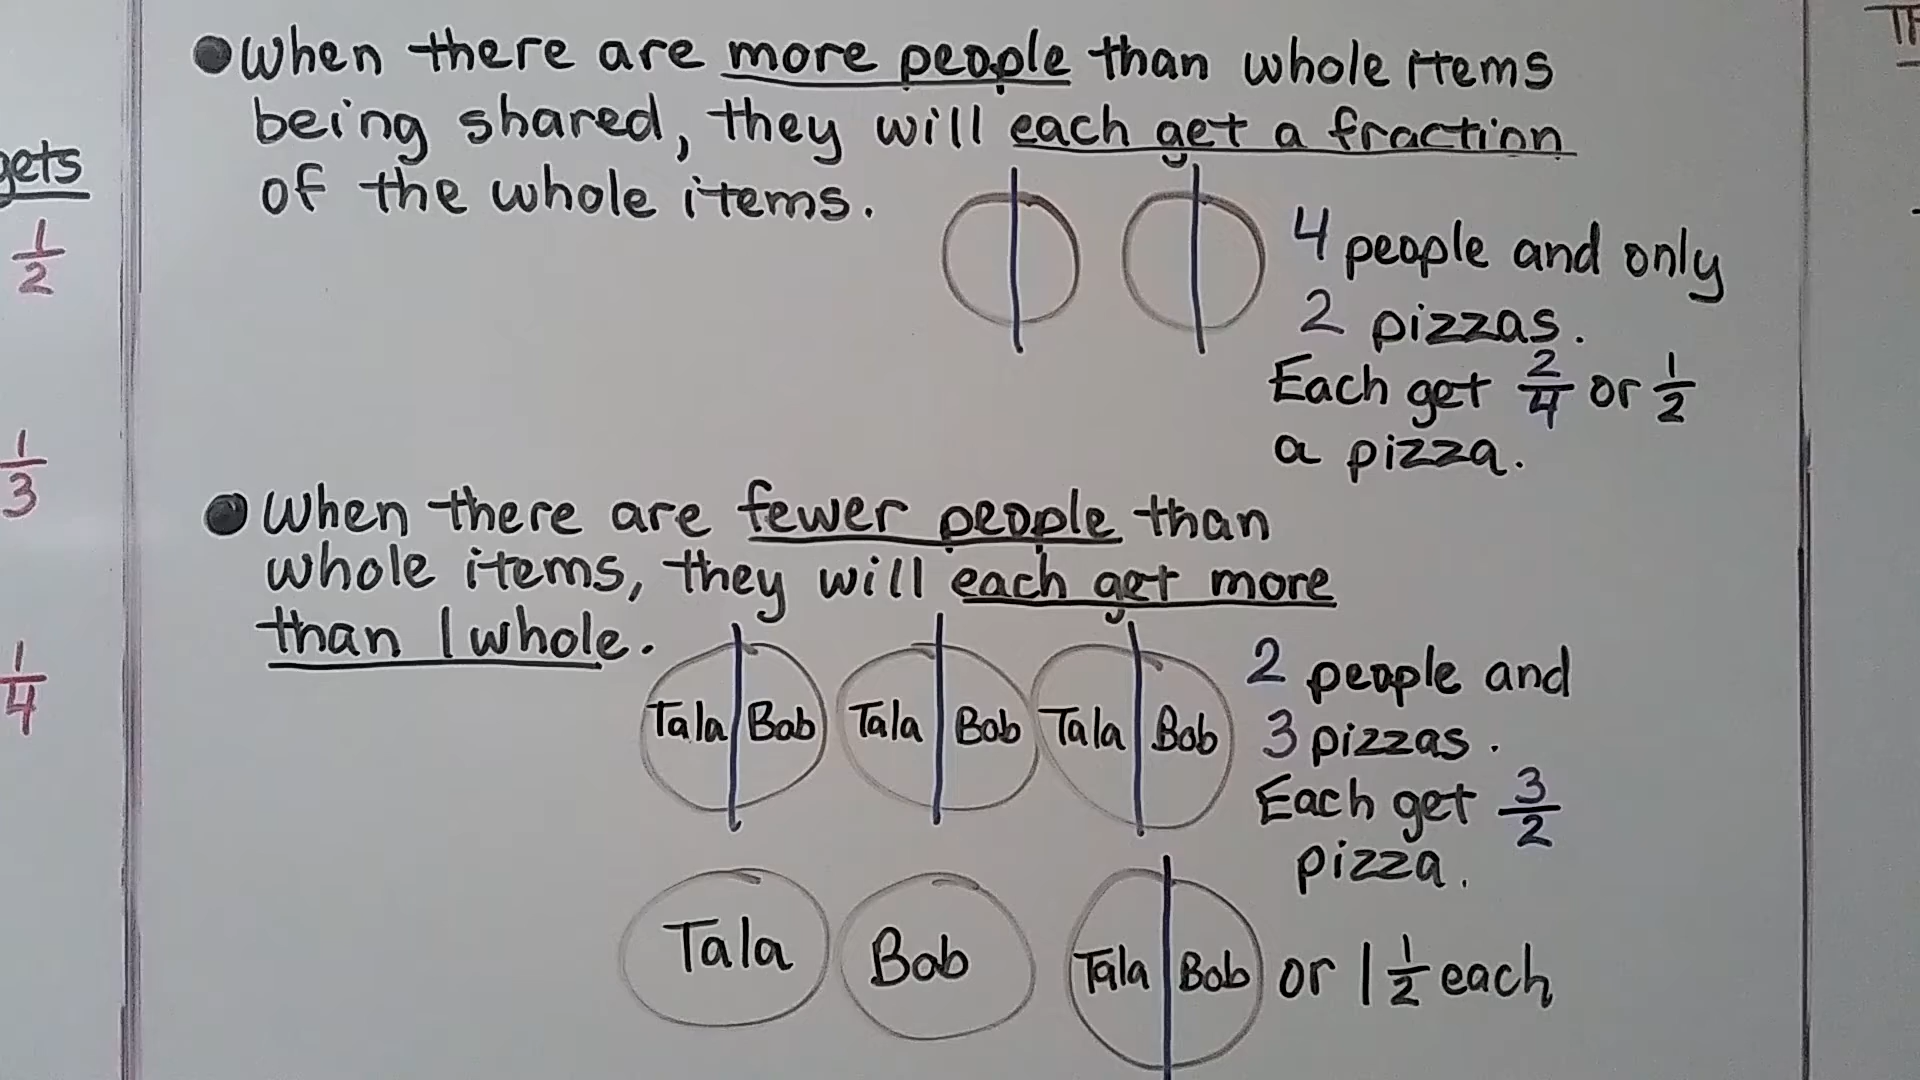 gets
1/2
1/3
1/4
When there are more people than whole items
being shared, they will each get a fraction
of the whole items.
4 people and only
2 pizzas.
Each get 2/4 or 1/2
a pizza.
When there are fewer people than
whole items, they will each get more
than 1 whole.
Tala Bob Tala Bob Tala Bob
2 people and
3 pizzas.
Each get 3/2
pizza.
Tala Bob Tala Bob or 1 1/2 each